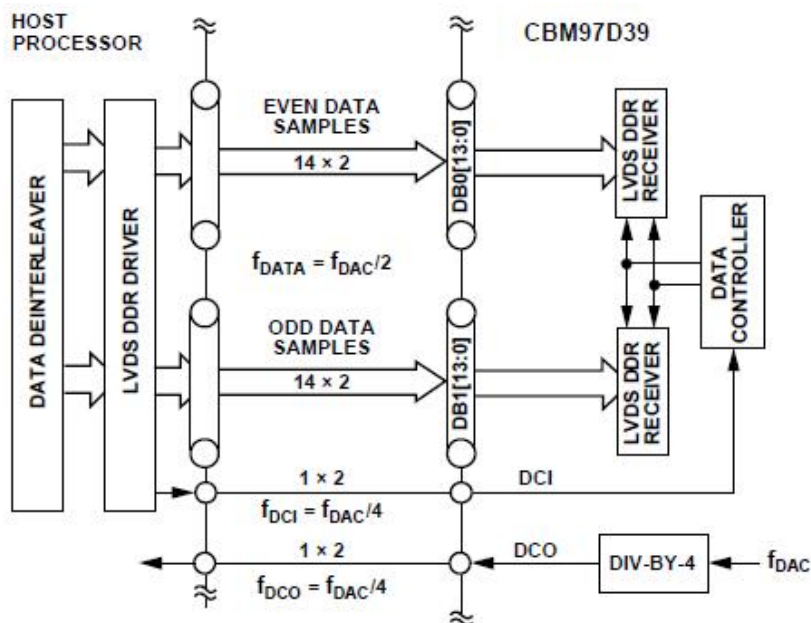 HOST
PROCESSOR
CBM97D39
DATA DEINTERLEAVER
LVDS DDR DRIVER
EVEN DATA
SAMPLES
14 × 2
DB0[13:0]
LVDS DDR
RECEIVER
DATA
CONTROLLER
fDATA = fDAC/2
ODD DATA
SAMPLES
14 × 2
DB1[13:0]
LVDS DDR
RECEIVER
1 × 2
DCI
fDCI = fDAC/4
1 × 2
DCO
DIV-BY-4
fDAC
fDCO = fDAC/4